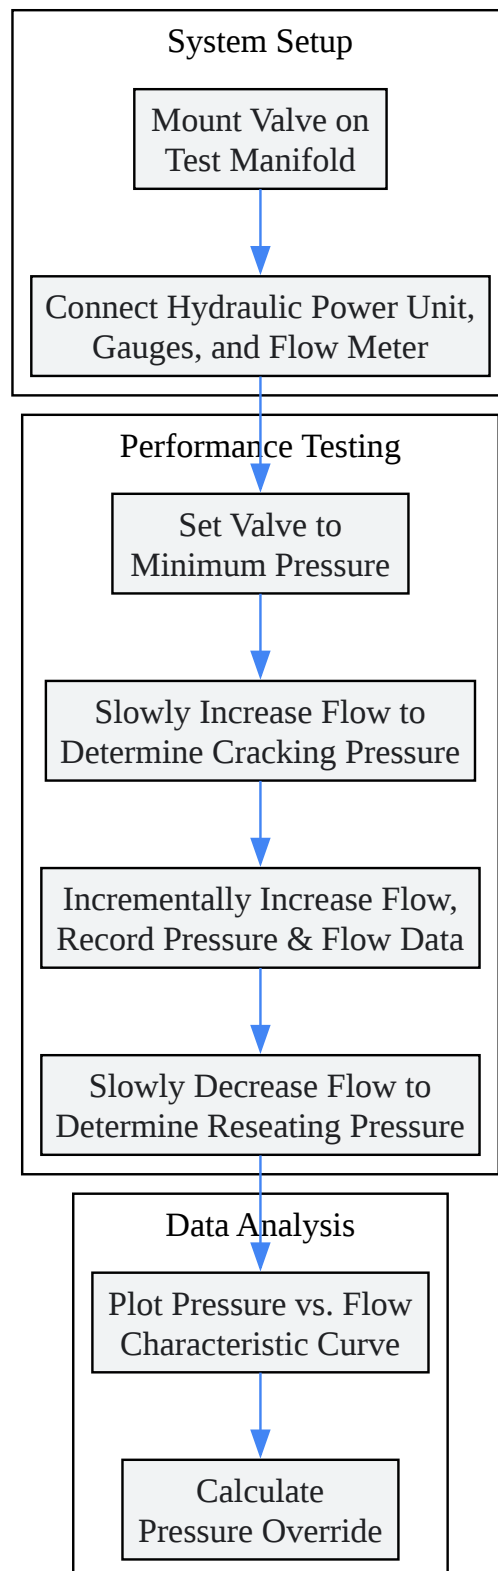 System Setup
Mount Valve on
Test Manifold
Connect Hydraulic Power Unit,
Gauges, and Flow Meter
Performance Testing
Set Valve to
Minimum Pressure
Slowly Increase Flow to
Determine Cracking Pressure
Incrementally Increase Flow,
Record Pressure & Flow Data
Slowly Decrease Flow to
Determine Reseating Pressure
Data Analysis
Plot Pressure vs. Flow
Characteristic Curve
Calculate
Pressure Override